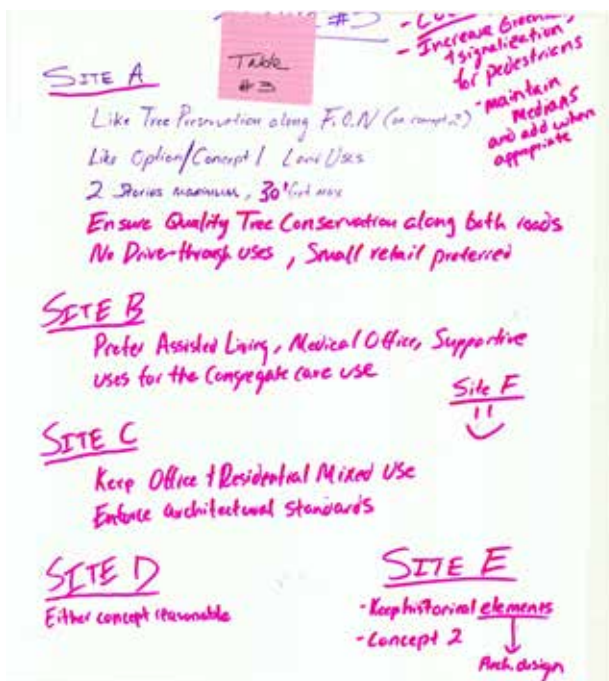 #3
Table
#3
- Increase Greenway
+ signalization
for pedestrians
- maintain
Medians
and add when
appropriate
SITE A
Like Tree Preservation along F.O.N (on concept 2)
Like Option/Concept 1 Land Uses
2 Stories maximum, 30' feet max
Ensure Quality Tree Conservation along both roads
No Drive-through uses, Small retail preferred
SITE B
Prefer Assisted Living, Medical Office, Supportive
uses for the Congregate care use
Site F
SITE C
Keep Office + Residential Mixed Use
Enforce architectural standards
SITE D
Either concept reasonable
SITE E
- Keep historical elements
- Concept 2
Arch. design